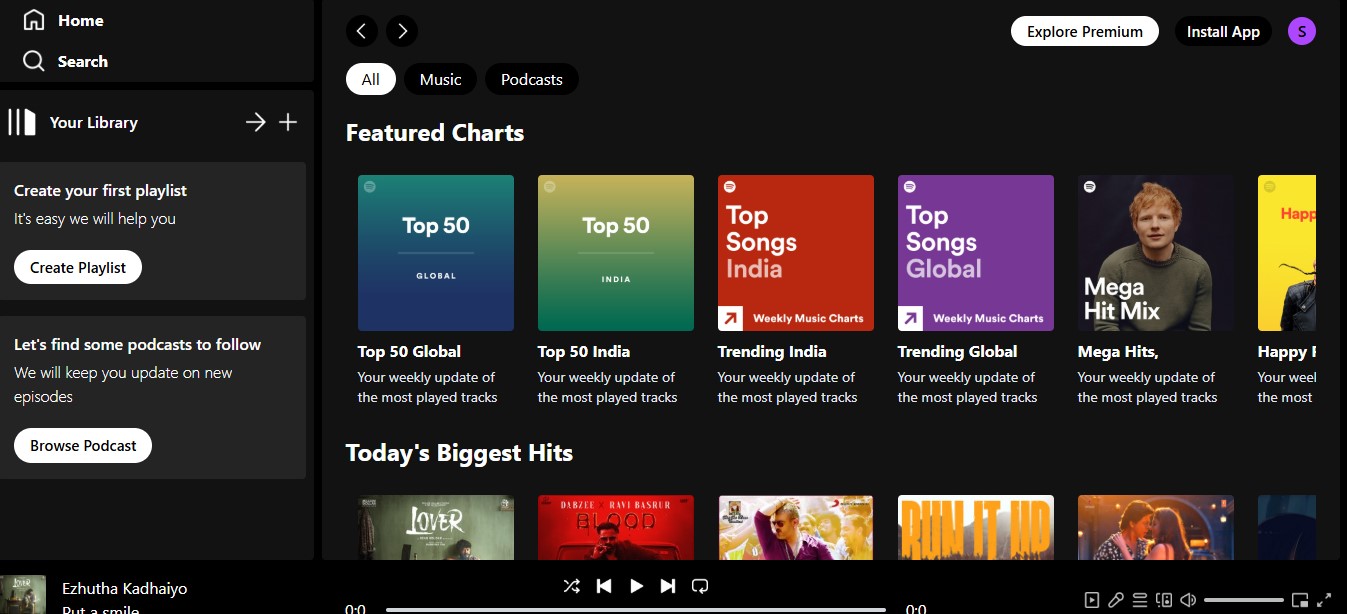 Home
Search
Your Library
Create your first playlist
It's easy we will help you
Create Playlist
Let's find some podcasts to follow
We will keep you update on new
episodes
Browse Podcast
Explore Premium
Install App
S
All
Music
Podcasts
Featured Charts
Top 50
GLOBAL
Top 50 Global
Your weekly update of
the most played tracks
Top 50
INDIA
Top 50 India
Your weekly update of
the most played tracks
Top
Songs
India
Weekly Music Charts
Trending India
Your weekly update of
the most played tracks
Top
Songs
Global
Weekly Music Charts
Trending Global
Your weekly update of
the most played tracks
Mega
Hit Mix
Mega Hits,
Your weekly update of
the most played tracks
Happ
Happy
Your
the most
Today's Biggest Hits
LOVER
DABZEE × RAVI BASRUR
BLOOD
RUN IT UP
LOVER
Ezhutha Kadhaiyo
Put a smile
0:0
0:0